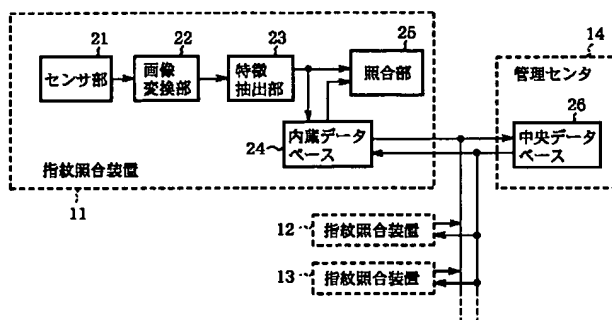 21
22
23
25
14
センサ部
画像
変換部
特徴
抽出部
照合部
管理センタ
26
24
内蔵データ
ベース
中央データ
ベース
指紋照合装置
11
12
指紋照合装置
13
指紋照合装置